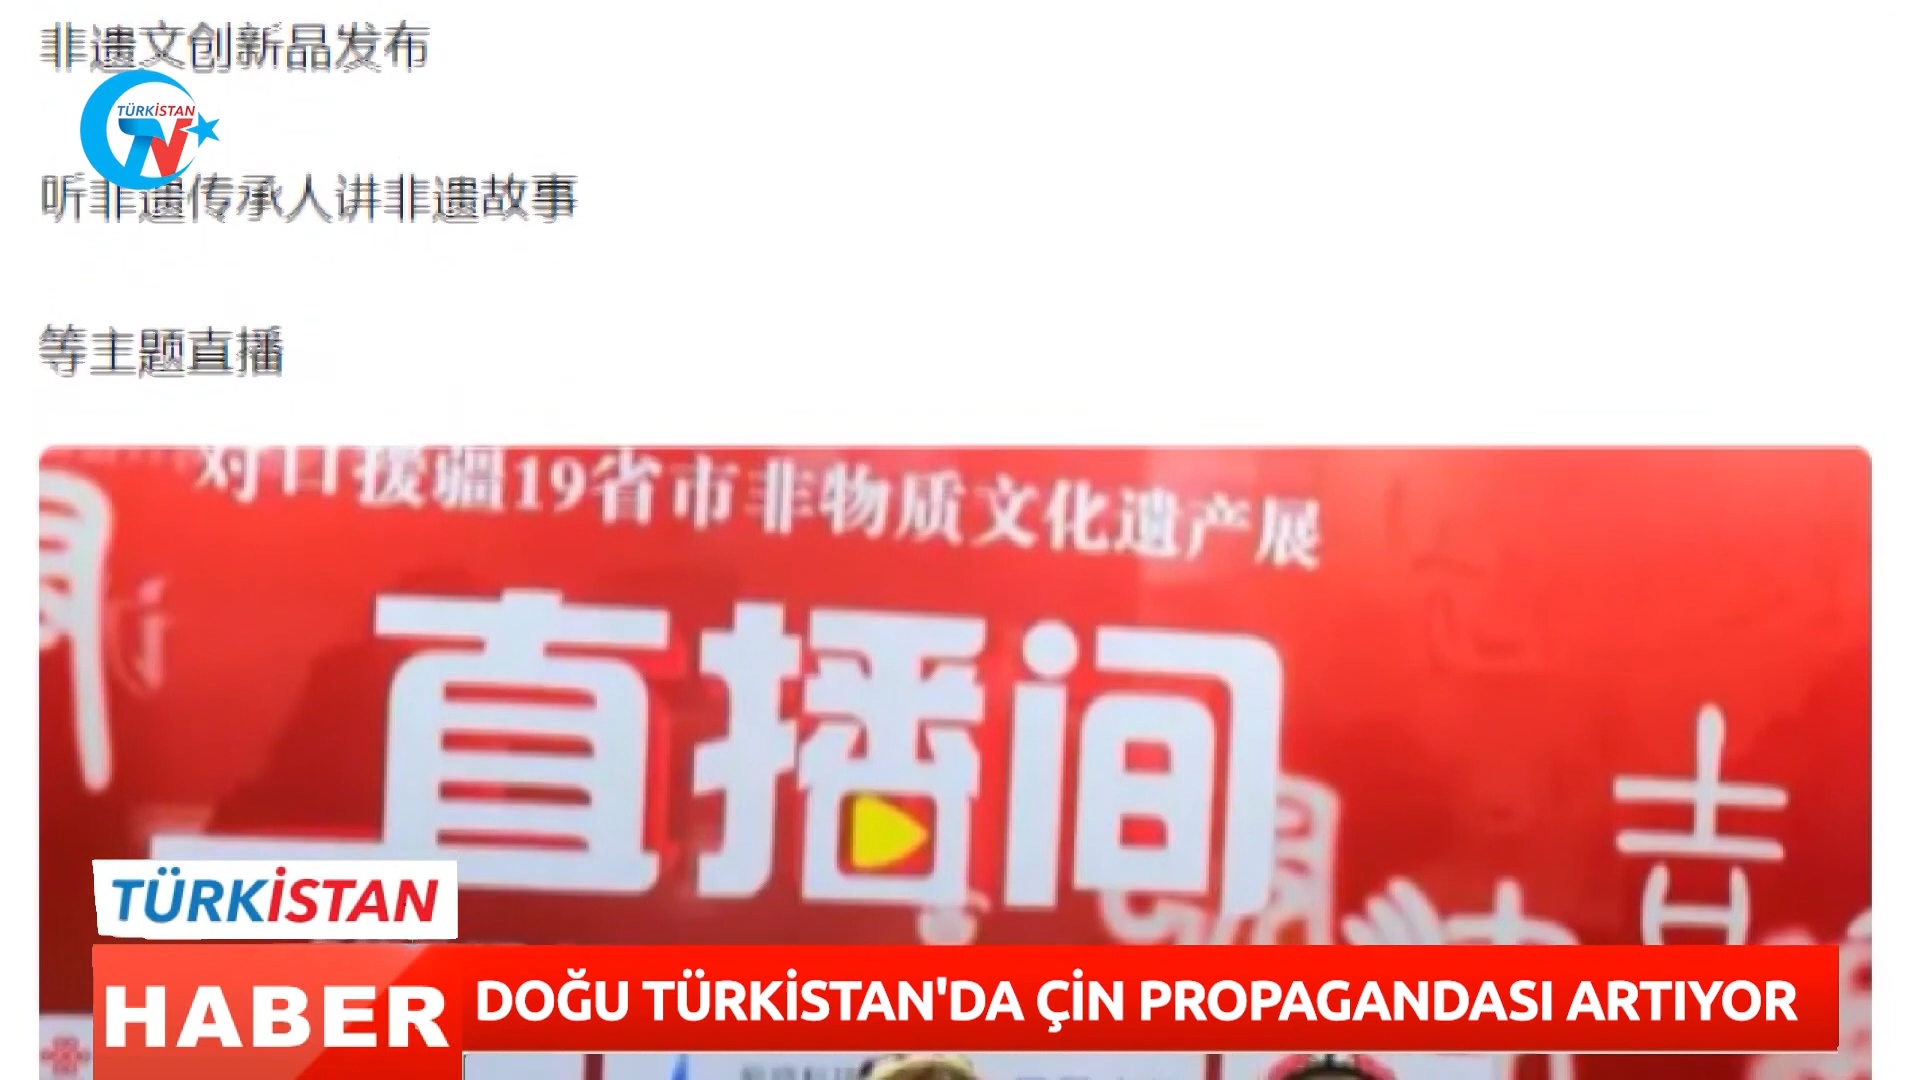 非遗文创新品发布
TÜRKİSTAN
TV
听非遗传承人讲非遗故事
等主题直播
对口援疆19省市非物质文化遗产展
直播间
吉
TÜRKİSTAN
HABER
DOĞU TÜRKİSTAN'DA ÇİN PROPAGANDASI ARTIYOR